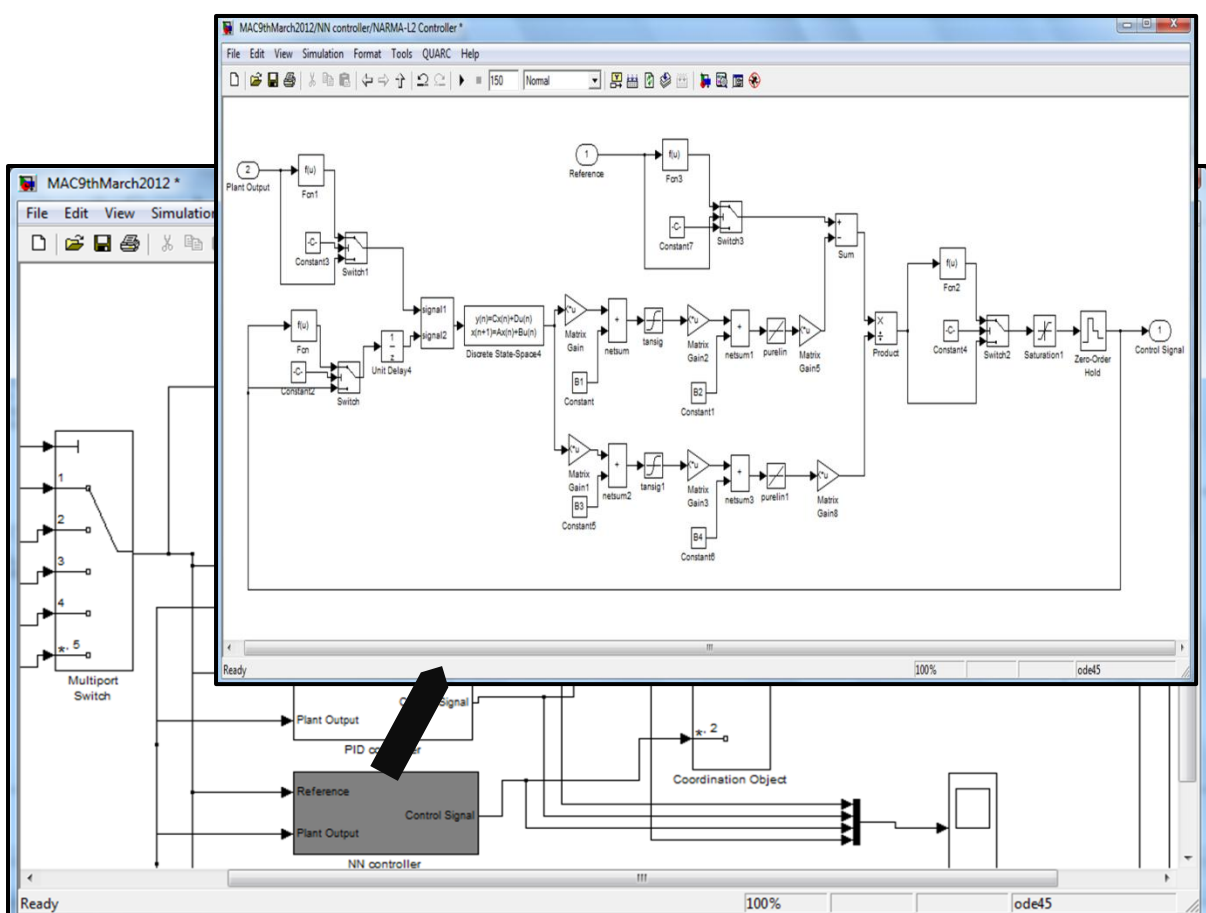 MAC9thMarch2012/NN controller/NARMA-L2 Controller *
File Edit View Simulation Format Tools QUARC Help
150 Normal
2
Plant Output
f(u)
Fcn1
-C-
Constant3
Switch1
1
Reference
f(u)
Fcn3
-C-
Constant7
Switch3
+
−
Sum
f(u)
Fcn
-C-
Constant2
Switch
1
z
Unit Delay4
signal1
signal2
y(n)=Cx(n)+Du(n)
x(n+1)=Ax(n)+Bu(n)
Discrete State-Space4
K*u
Matrix
Gain
B1
Constant
+
netsum
tansig
K*u
Matrix
Gain2
B2
Constant1
+
netsum1
purelin
K*u
Matrix
Gain5
K*u
Matrix
Gain1
B3
Constant5
+
netsum2
tansig1
K*u
Matrix
Gain3
B4
Constant6
+
netsum3
purelin1
K*u
Matrix
Gain8
×
÷
Product
f(u)
Fcn2
-C-
Constant4
Switch2
Saturation1
Zero-Order
Hold
1
Control Signal
Ready 100% ode45
MAC9thMarch2012 *
File Edit View
1
2
3
4
*, 5
Multiport
Switch
Plant Output
Signal
PID
*, 2
Coordination Object
Reference
Plant Output
Control Signal
NN controller
Ready 100% ode45